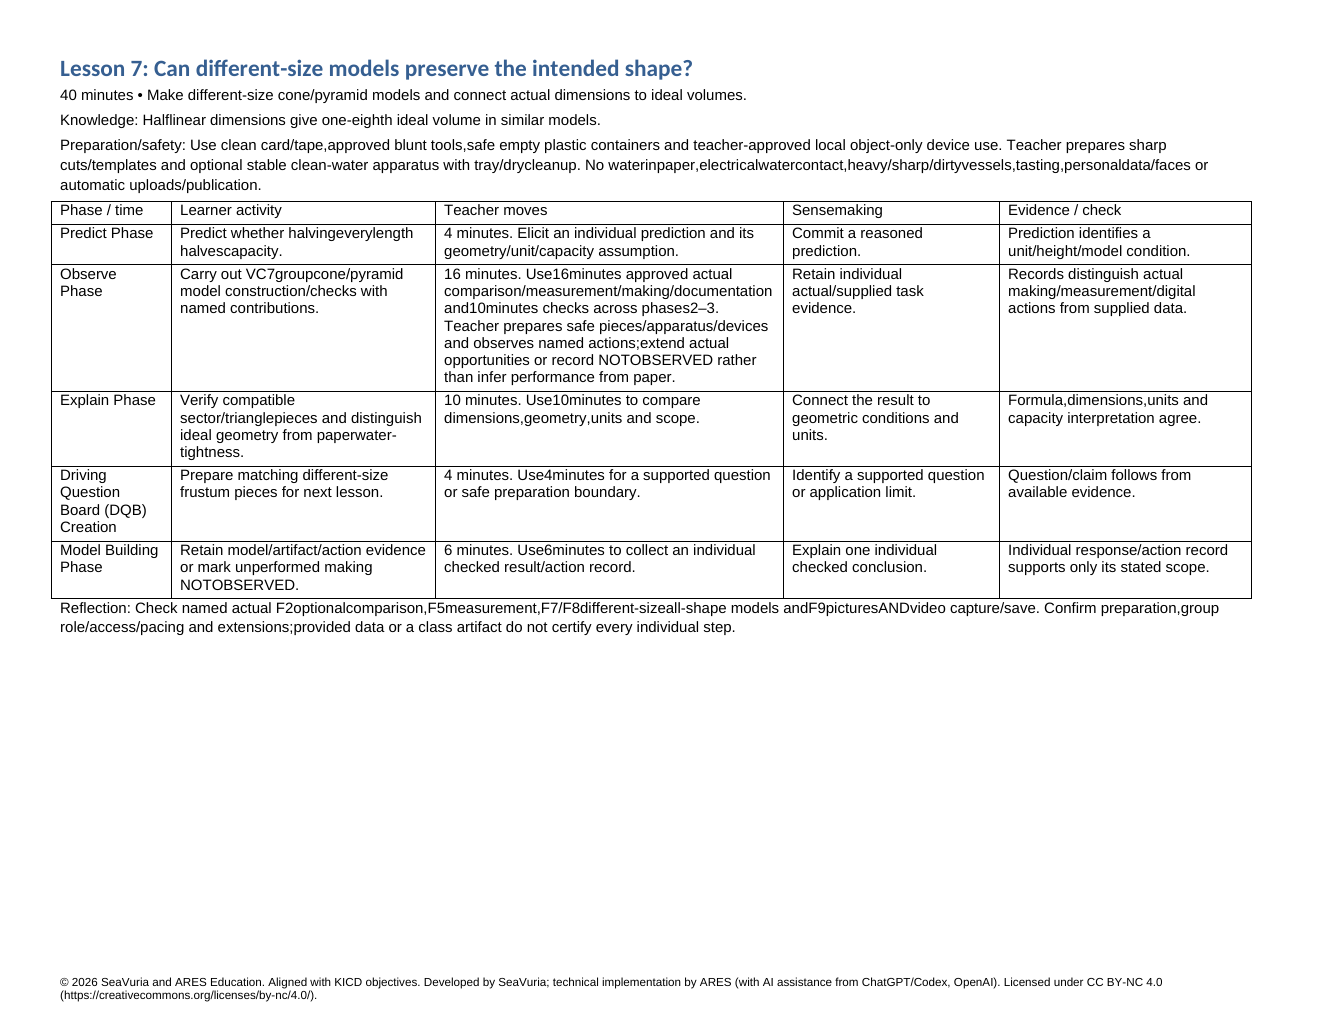 Lesson 7: Can different-size models preserve the intended shape?
40 minutes • Make different-size cone/pyramid models and connect actual dimensions to ideal volumes.
Knowledge: Halflinear dimensions give one-eighth ideal volume in similar models.
Preparation/safety: Use clean card/tape,approved blunt tools,safe empty plastic containers and teacher-approved local object-only device use. Teacher prepares sharp
cuts/templates and optional stable clean-water apparatus with tray/drycleanup. No waterinpaper,electricalwatercontact,heavy/sharp/dirtyvessels,tasting,personaldata/faces or
automatic uploads/publication.
Phase / time
Learner activity
Teacher moves
Sensemaking
Evidence / check
Predict Phase
Predict whether halvingeverylength
halvescapacity.
4 minutes. Elicit an individual prediction and its
geometry/unit/capacity assumption.
Commit a reasoned
prediction.
Prediction identifies a
unit/height/model condition.
Observe
Phase
Carry out VC7groupcone/pyramid
model construction/checks with
named contributions.
16 minutes. Use16minutes approved actual
comparison/measurement/making/documentation
and10minutes checks across phases2–3.
Teacher prepares safe pieces/apparatus/devices
and observes named actions;extend actual
opportunities or record NOTOBSERVED rather
than infer performance from paper.
Retain individual
actual/supplied task
evidence.
Records distinguish actual
making/measurement/digital
actions from supplied data.
Explain Phase
Verify compatible
sector/trianglepieces and distinguish
ideal geometry from paperwater-
tightness.
10 minutes. Use10minutes to compare
dimensions,geometry,units and scope.
Connect the result to
geometric conditions and
units.
Formula,dimensions,units and
capacity interpretation agree.
Driving
Question
Board (DQB)
Creation
Prepare matching different-size
frustum pieces for next lesson.
4 minutes. Use4minutes for a supported question
or safe preparation boundary.
Identify a supported question
or application limit.
Question/claim follows from
available evidence.
Model Building
Phase
Retain model/artifact/action evidence
or mark unperformed making
NOTOBSERVED.
6 minutes. Use6minutes to collect an individual
checked result/action record.
Explain one individual
checked conclusion.
Individual response/action record
supports only its stated scope.
Reflection: Check named actual F2optionalcomparison,F5measurement,F7/F8different-sizeall-shape models andF9picturesANDvideo capture/save. Confirm preparation,group
role/access/pacing and extensions;provided data or a class artifact do not certify every individual step.
© 2026 SeaVuria and ARES Education. Aligned with KICD objectives. Developed by SeaVuria; technical implementation by ARES (with AI assistance from ChatGPT/Codex, OpenAI). Licensed under CC BY-NC 4.0
(https://creativecommons.org/licenses/by-nc/4.0/).